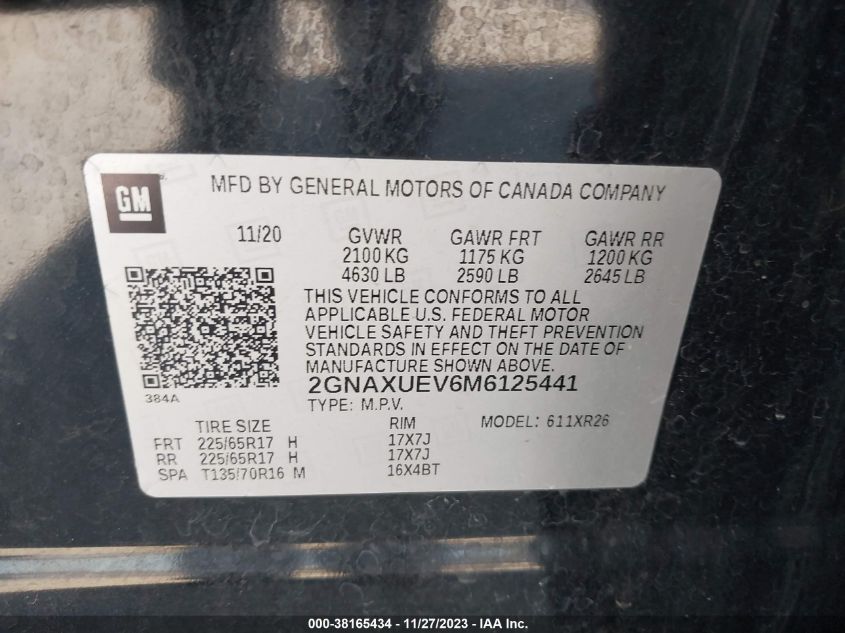 GM
MFD BY GENERAL MOTORS OF CANADA COMPANY
11/20 GVWR GAWR FRT GAWR RR
2100 KG 1175 KG 1200 KG
4630 LB 2590 LB 2645 LB
THIS VEHICLE CONFORMS TO ALL
APPLICABLE U.S. FEDERAL MOTOR
VEHICLE SAFETY AND THEFT PREVENTION
STANDARDS IN EFFECT ON THE DATE OF
MANUFACTURE SHOWN ABOVE.
2GNAXUEV6M6125441
384A
TYPE: M.P.V.
TIRE SIZE RIM MODEL: 611XR26
FRT 225/65R17 H 17X7J
RR 225/65R17 H 17X7J
SPA T135/70R16 M 16X4BT
000-38165434 - 11/27/2023 - IAA Inc.